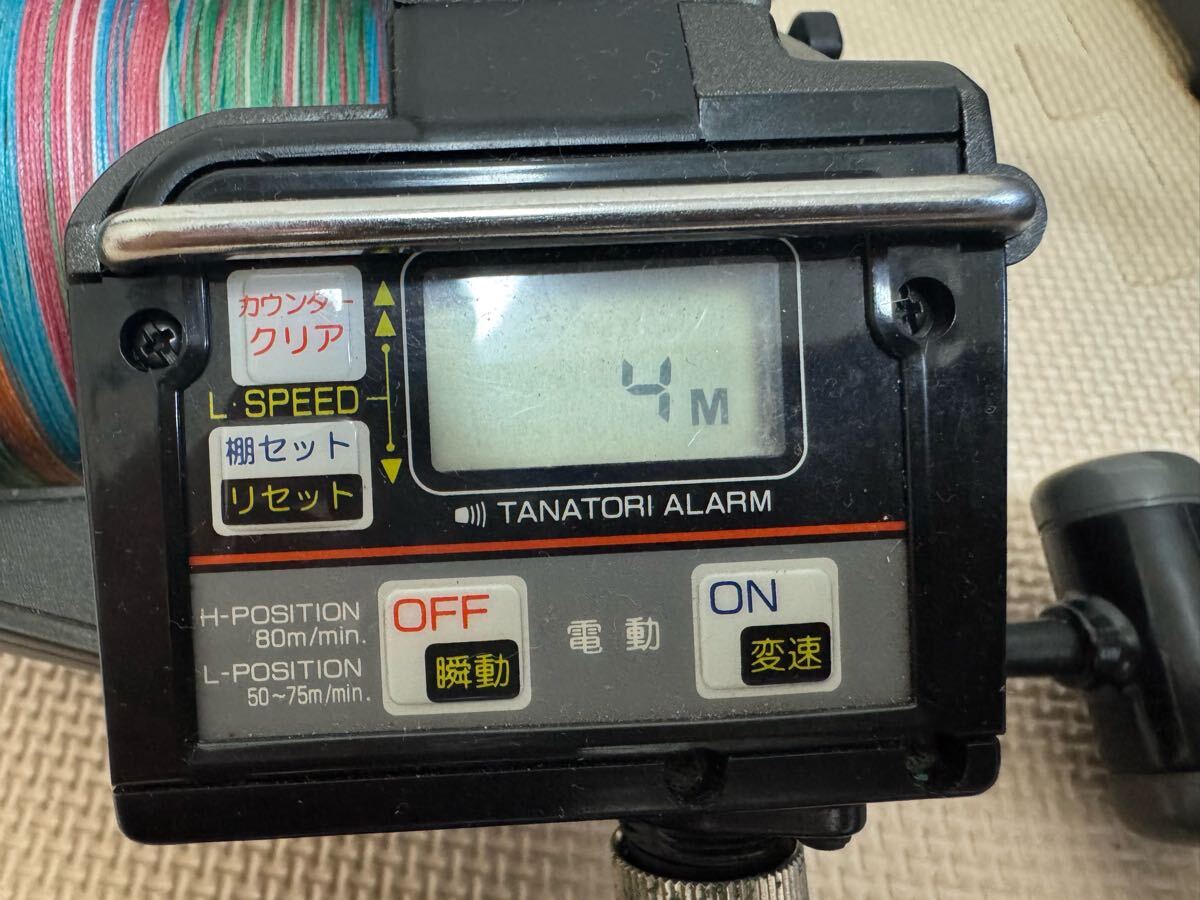 カウンター
クリア
L・SPEED
棚セット
リセット
4 M
TANATORI ALARM
H-POSITION
80m/min.
L-POSITION
50~75m/min.
OFF
瞬動
電動
ON
変速